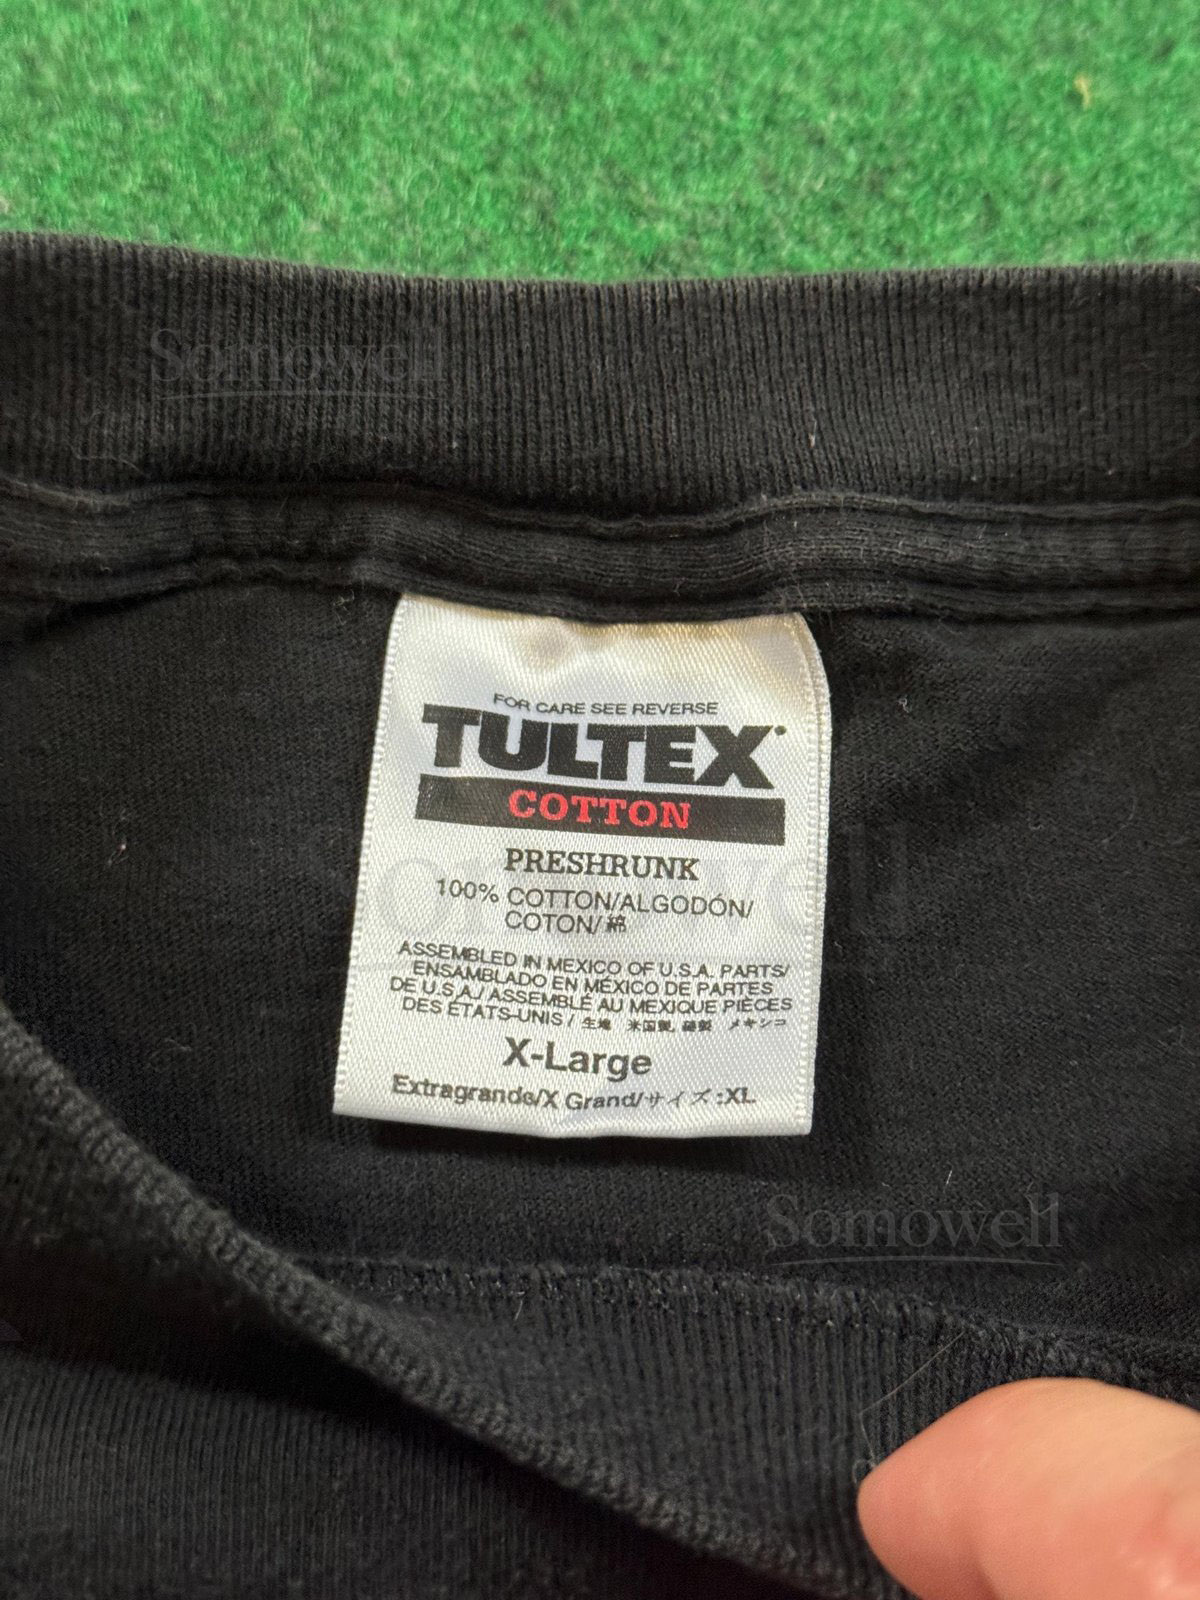 Somowell
FOR CARE SEE REVERSE
TULTEX
COTTON
PRESHRUNK
100% COTTON/ALGODÓN/
COTON/綿
ASSEMBLED IN MEXICO OF U.S.A. PARTS/
ENSAMBLADO EN MÉXICO DE PARTES
DE U.S.A./ ASSEMBLÉ AU MEXIQUE PIÈCES
DES ÉTATS-UNIS / 生地 米国製, 縫製 メキシコ
X-Large
Extragrande/X Grand/サイズ:XL
Somowell